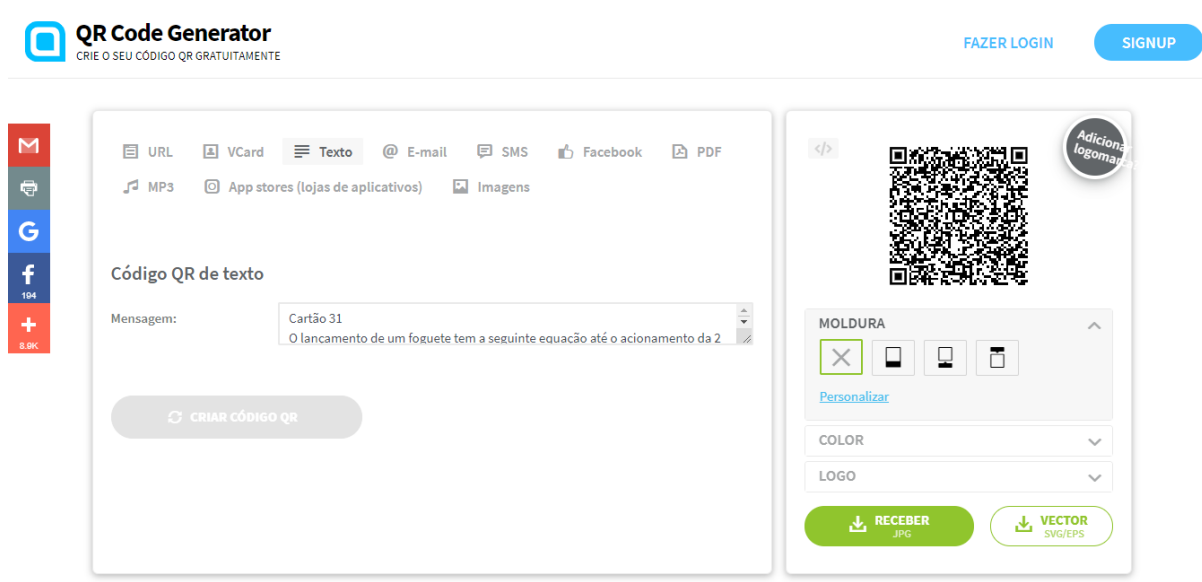 QR Code Generator
CRIE O SEU CÓDIGO QR GRATUITAMENTE
FAZER LOGIN
SIGNUP
194
8.9K
URL
VCard
Texto
E-mail
SMS
Facebook
PDF
MP3
App stores (lojas de aplicativos)
Imagens
Código QR de texto
Mensagem:
Cartão 31
O lançamento de um foguete tem a seguinte equação até o acionamento da 2
CRIAR CÓDIGO QR
</>
Adiciona
logomarca
MOLDURA
Personalizar
COLOR
LOGO
RECEBER
JPG
VECTOR
SVG/EPS